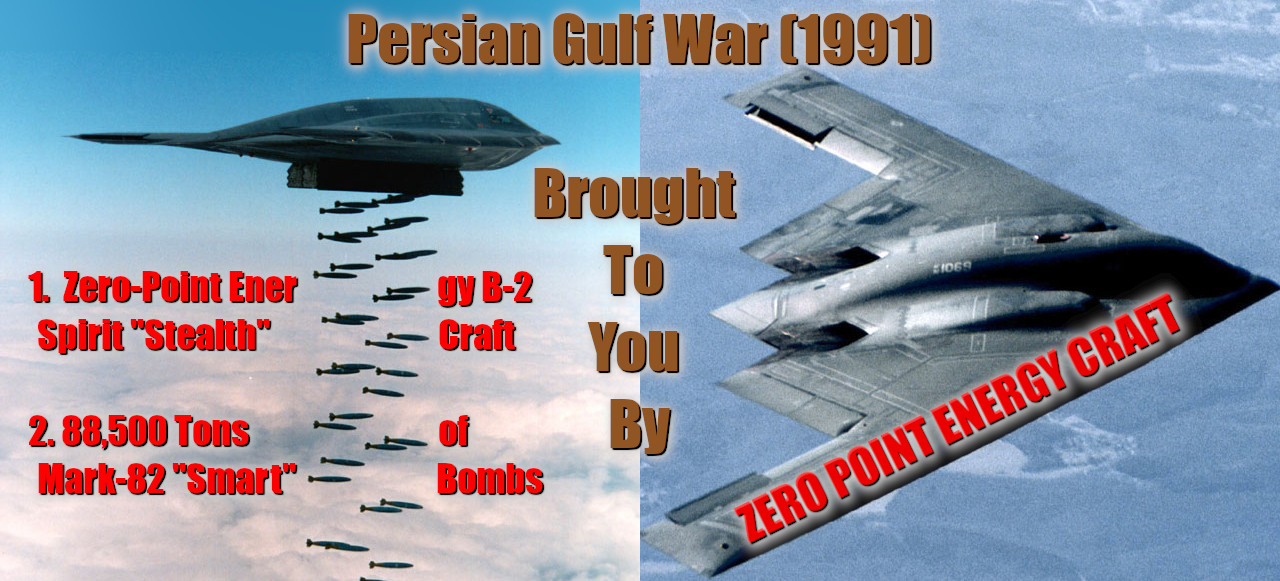 Persian Gulf War (1991)
Brought
To
You
By
1. Zero-Point Ener gy B-2
Spirit "Stealth" Craft
2. 88,500 Tons of
Mark-82 "Smart" Bombs
1069
ZERO POINT ENERGY CRAFT